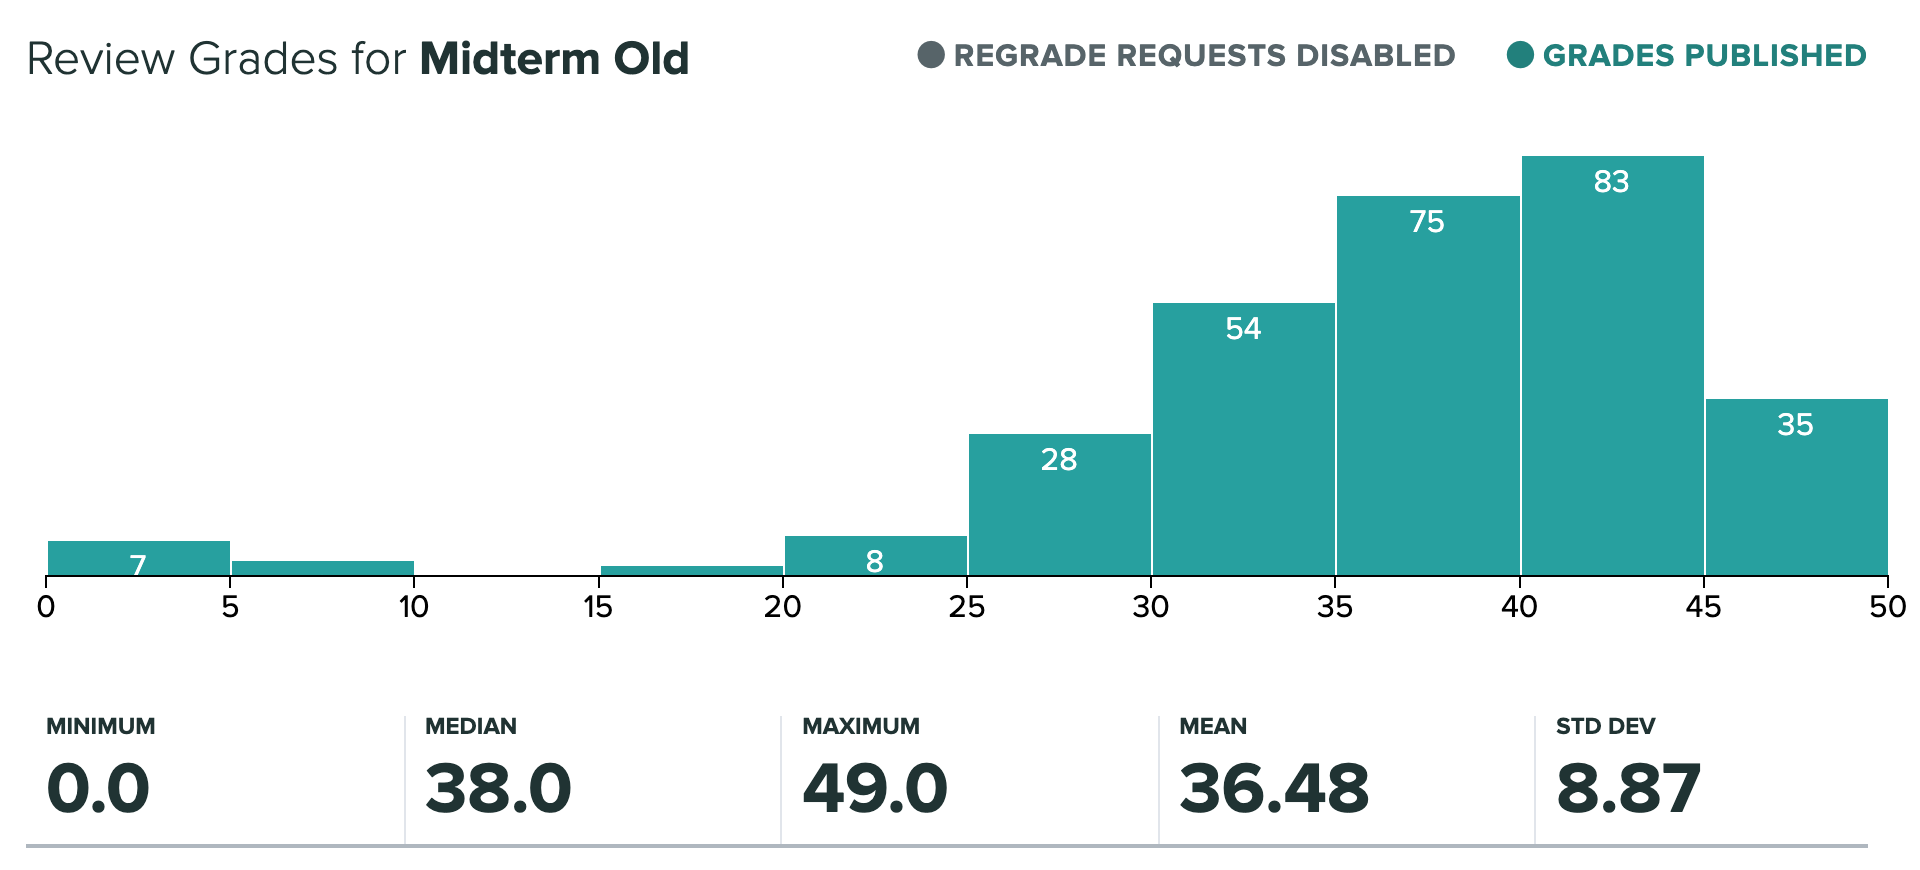 Review Grades for Midterm Old
REGRADE REQUESTS DISABLED
GRADES PUBLISHED
83
75
54
35
28
7
8
0 5 10 15 20 25 30 35 40 45 50
MINIMUM MEDIAN MAXIMUM MEAN STD DEV
0.0 38.0 49.0 36.48 8.87